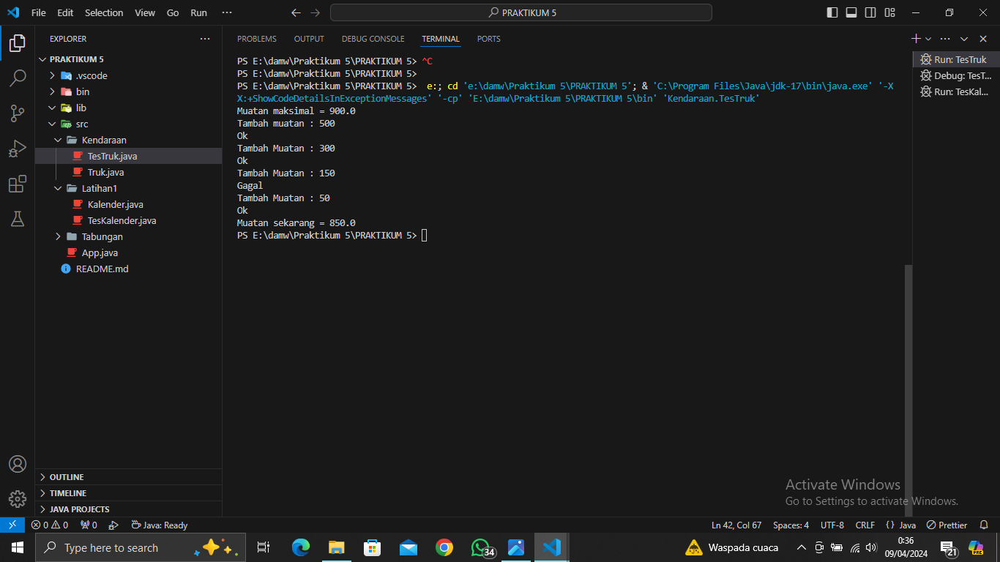 File Edit Selection View Go Run ··· PRAKTIKUM 5
EXPLORER ···
PRAKTIKUM 5
.vscode
bin
lib
src
Kendaraan
TesTruk.java
Truk.java
Latihan1
Kalender.java
TesKalender.java
Tabungan
App.java
README.md
OUTLINE
TIMELINE
JAVA PROJECTS
PROBLEMS OUTPUT DEBUG CONSOLE TERMINAL PORTS
PS E:\damw\Praktikum 5\PRAKTIKUM 5> ^C
PS E:\damw\Praktikum 5\PRAKTIKUM 5>
PS E:\damw\Praktikum 5\PRAKTIKUM 5>  e:; cd 'e:\damw\Praktikum 5\PRAKTIKUM 5'; & 'C:\Program Files\Java\jdk-17\bin\java.exe' '-X
X:+ShowCodeDetailsInExceptionMessages' '-cp' 'E:\damw\Praktikum 5\PRAKTIKUM 5\bin' 'Kendaraan.TesTruk'
Muatan maksimal = 900.0
Tambah muatan : 500
Ok
Tambah Muatan : 300
Ok
Tambah Muatan : 150
Gagal
Tambah Muatan : 50
Ok
Muatan sekarang = 850.0
PS E:\damw\Praktikum 5\PRAKTIKUM 5>
Run: TesTruk
Debug: TesT...
Run: TesKal...
Activate Windows
Go to Settings to activate Windows.
0 0 0 Java: Ready Ln 42, Col 67 Spaces: 4 UTF-8 CRLF {} Java Prettier
Type here to search 34 Waspada cuaca 0:36 21 PRE
09/04/2024